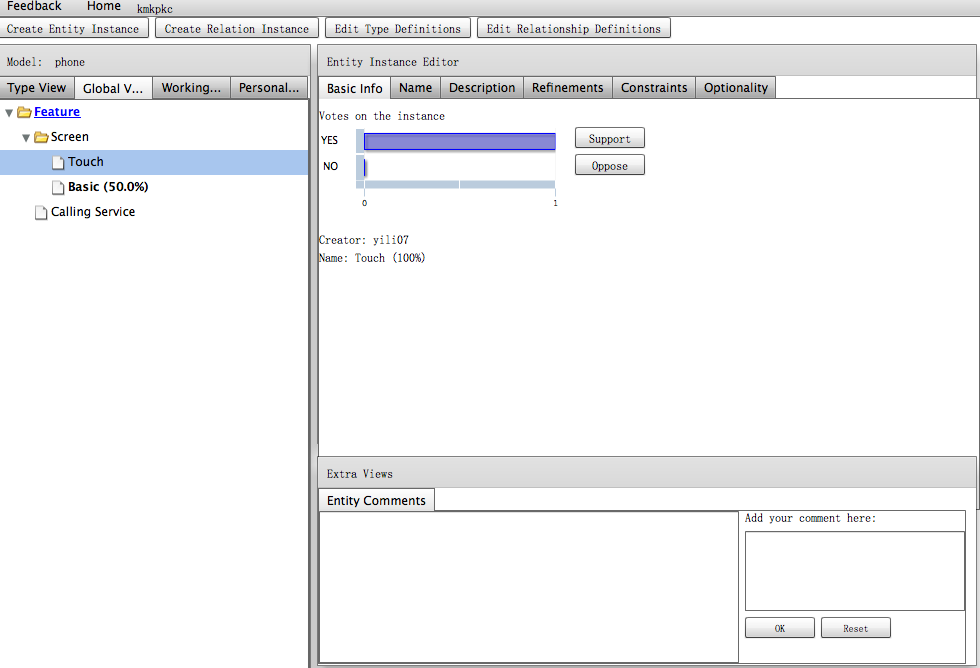 Feedback Home kmkpkc
Create Entity Instance Create Relation Instance Edit Type Definitions Edit Relationship Definitions
Model: phone
Type View Global V... Working... Personal...
Feature
Screen
Touch
Basic (50.0%)
Calling Service
Entity Instance Editor
Basic Info Name Description Refinements Constraints Optionality
Votes on the instance
YES
Support
NO
Oppose
0 1
Creator: yili07
Name: Touch (100%)
Extra Views
Entity Comments
Add your comment here:
OK Reset